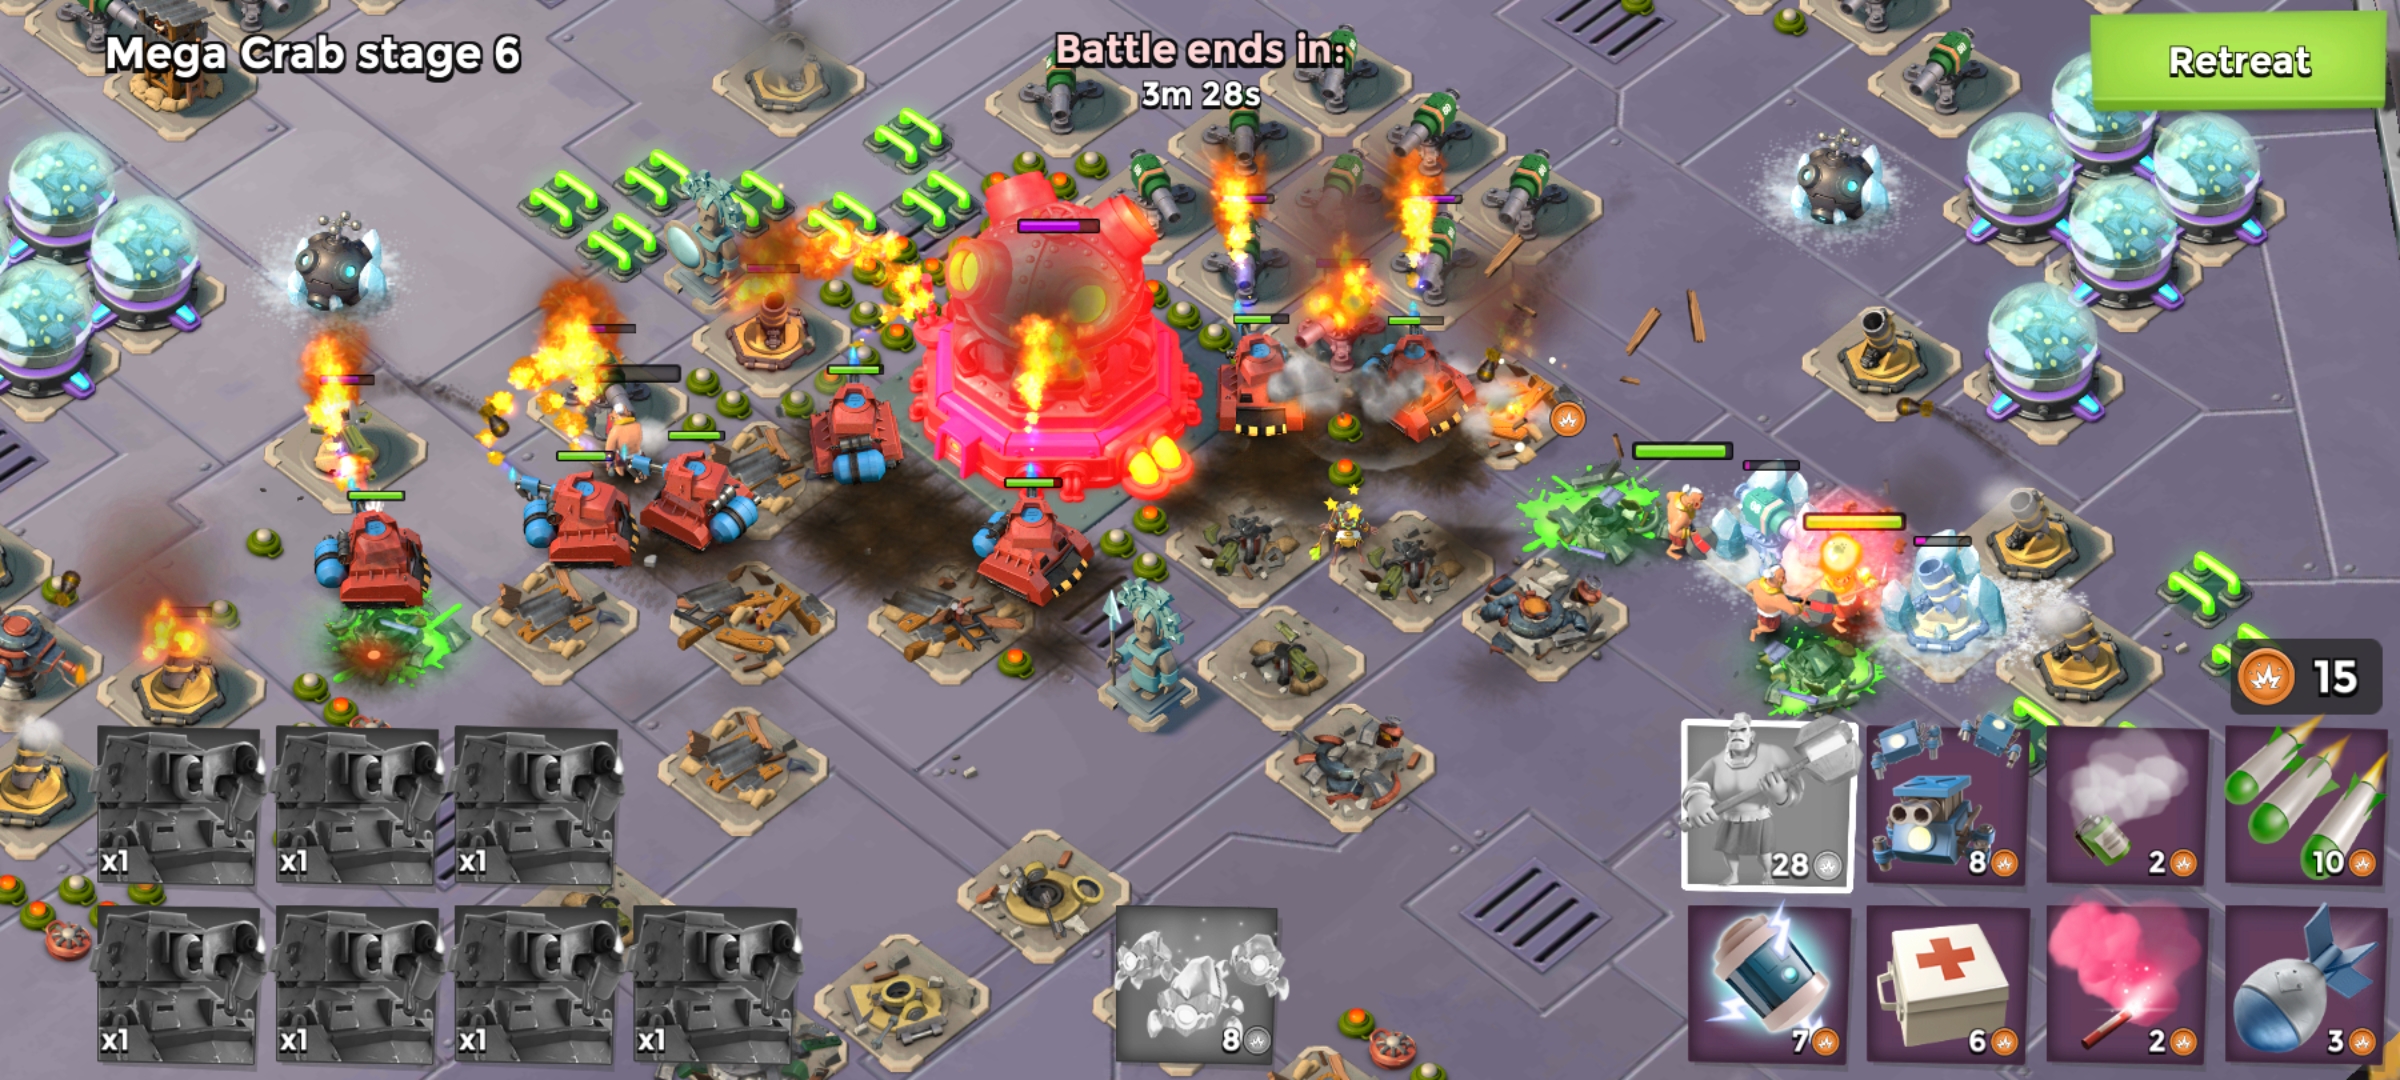 Mega Crab stage 6
Battle ends in:
3m 28s
Retreat
15
x1
x1
x1
28
8
2
10
x1
x1
x1
x1
8
7
6
2
3